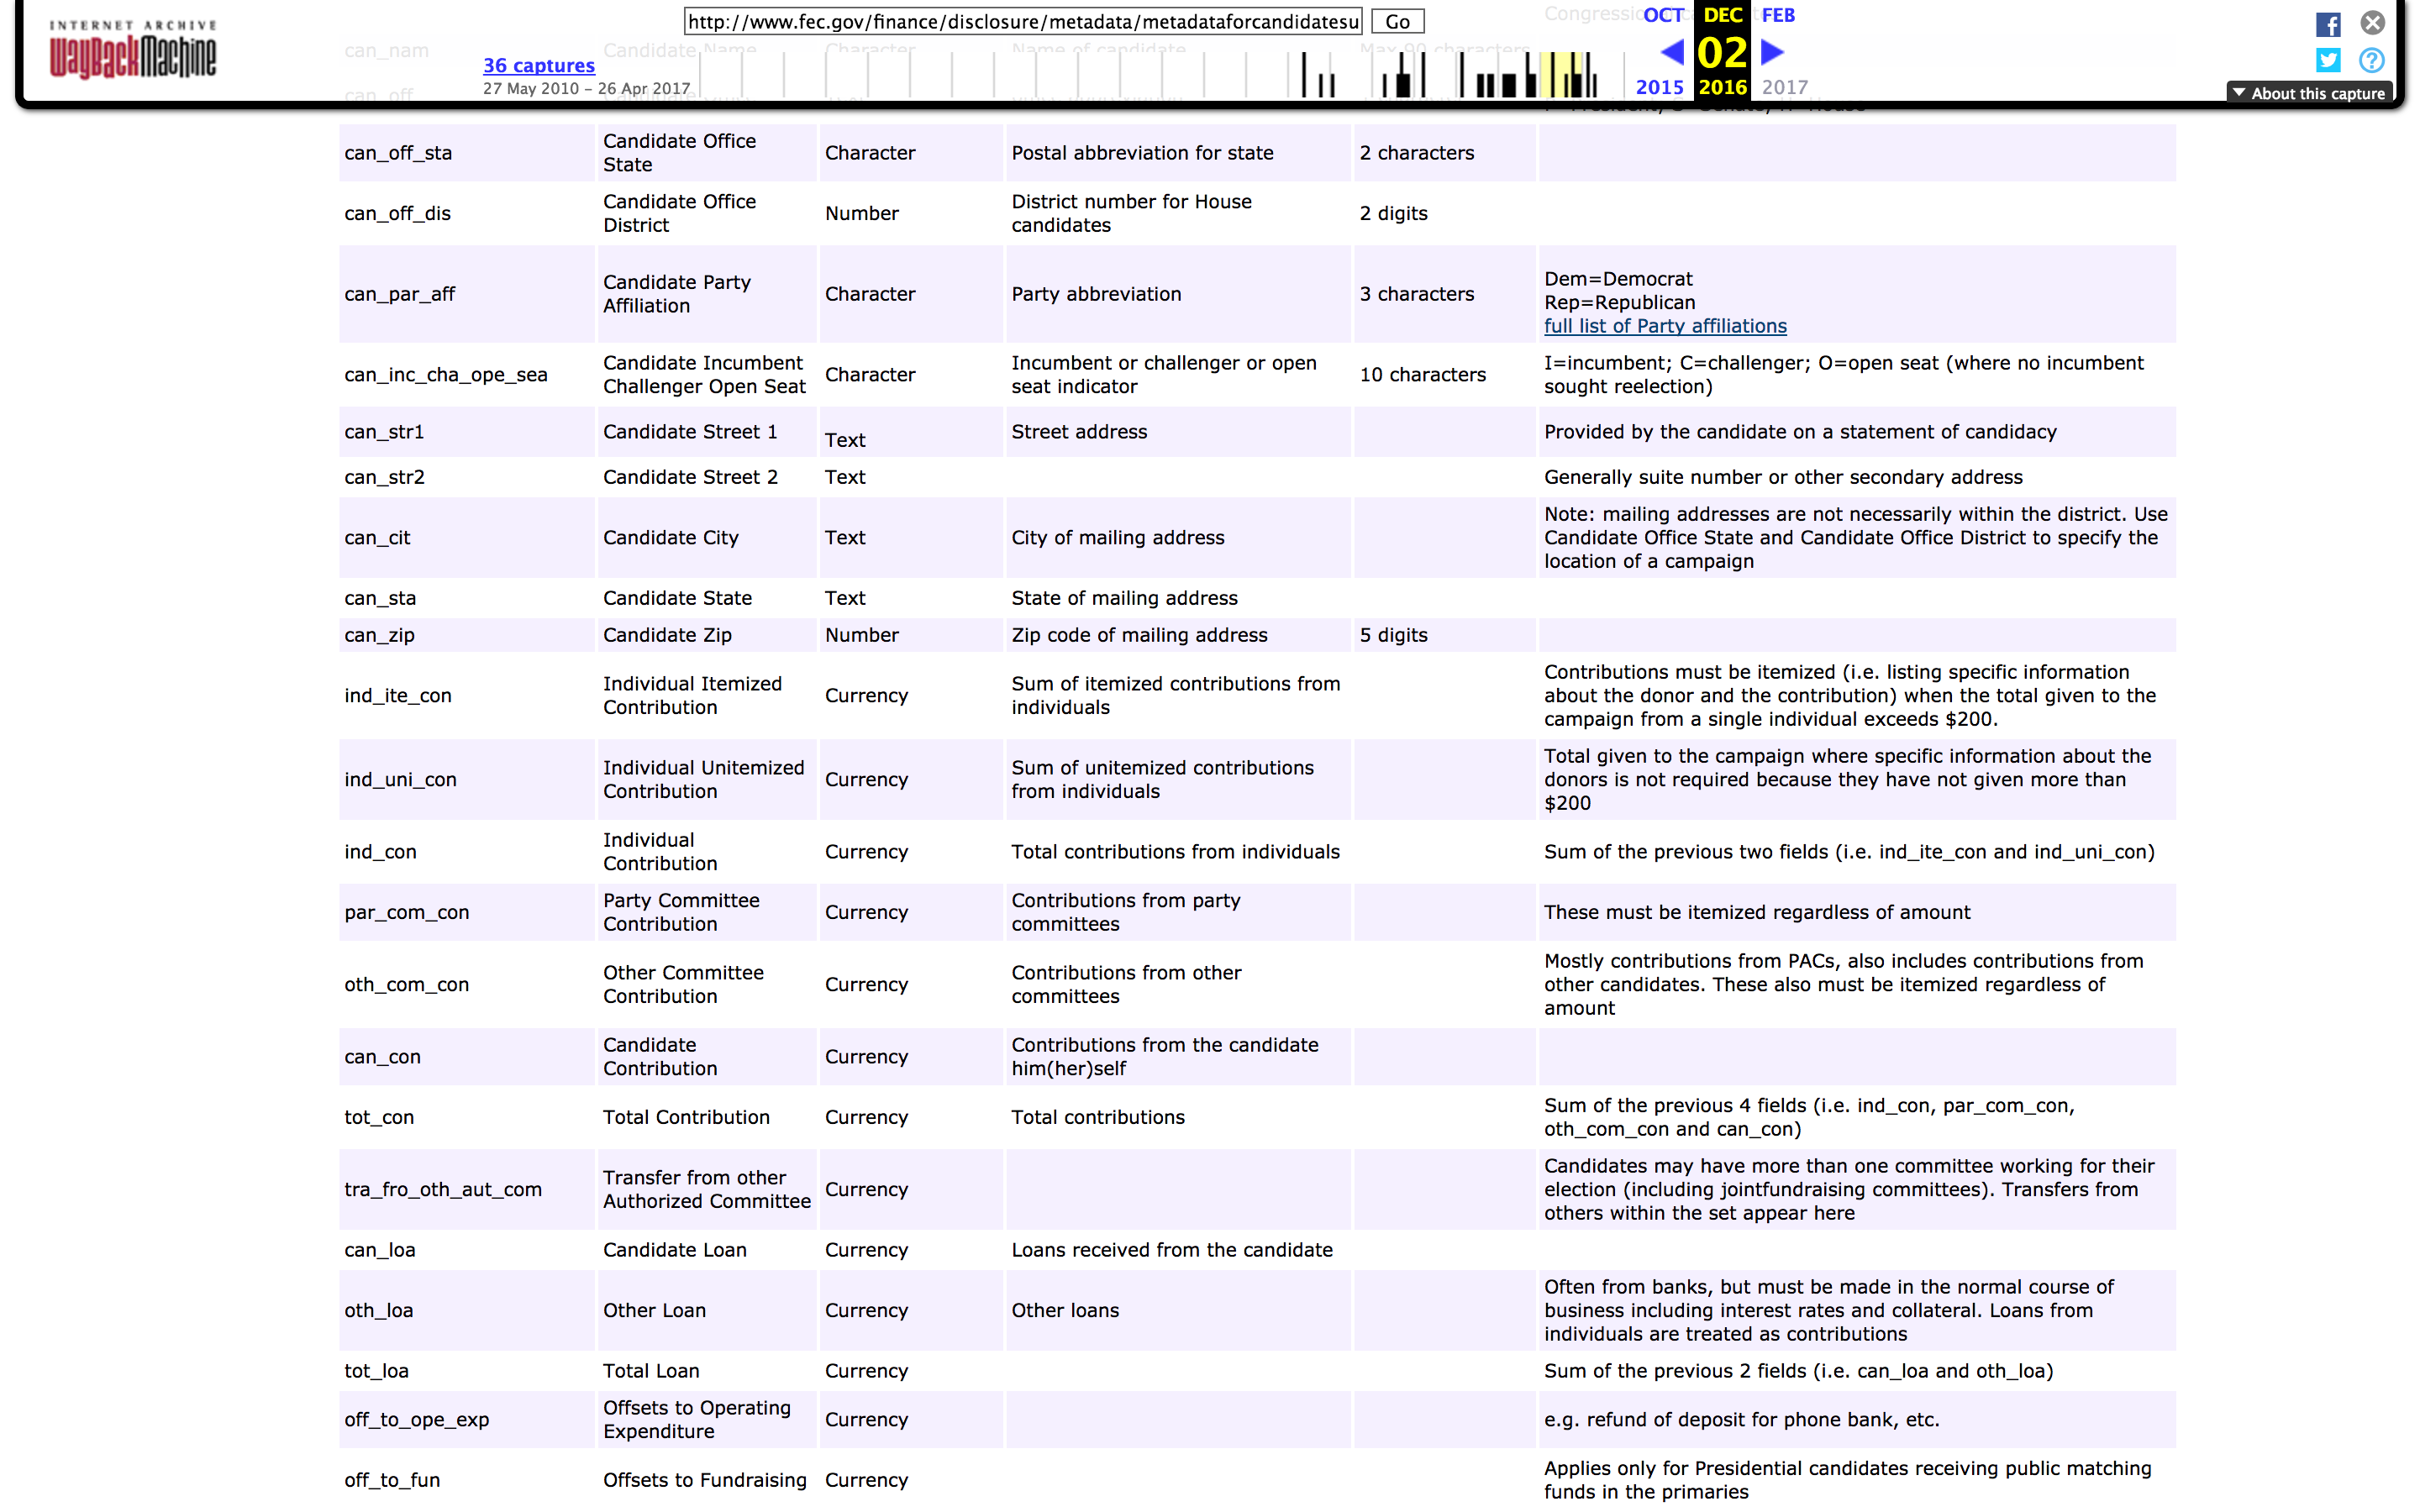 INTERNET ARCHIVE
WayBackMachine
http://www.fec.gov/finance/disclosure/metadata/metadataforcandidatesu
Go
36 captures
27 May 2010 – 26 Apr 2017
OCT DEC FEB
02
2015 2016 2017
f
?
About this capture
can_nam Candidate Name Character Name of candidate Max 90 characters
can_off
can_off_sta
Candidate Office
State
Character
Postal abbreviation for state
2 characters
can_off_dis
Candidate Office
District
Number
District number for House
candidates
2 digits
can_par_aff
Candidate Party
Affiliation
Character
Party abbreviation
3 characters
Dem=Democrat
Rep=Republican
full list of Party affiliations
can_inc_cha_ope_sea
Candidate Incumbent
Challenger Open Seat
Character
Incumbent or challenger or open
seat indicator
10 characters
I=incumbent; C=challenger; O=open seat (where no incumbent
sought reelection)
can_str1
Candidate Street 1
Text
Street address
Provided by the candidate on a statement of candidacy
can_str2
Candidate Street 2
Text
Generally suite number or other secondary address
can_cit
Candidate City
Text
City of mailing address
Note: mailing addresses are not necessarily within the district. Use
Candidate Office State and Candidate Office District to specify the
location of a campaign
can_sta
Candidate State
Text
State of mailing address
can_zip
Candidate Zip
Number
Zip code of mailing address
5 digits
ind_ite_con
Individual Itemized
Contribution
Currency
Sum of itemized contributions from
individuals
Contributions must be itemized (i.e. listing specific information
about the donor and the contribution) when the total given to the
campaign from a single individual exceeds $200.
ind_uni_con
Individual Unitemized
Contribution
Currency
Sum of unitemized contributions
from individuals
Total given to the campaign where specific information about the
donors is not required because they have not given more than
$200
ind_con
Individual
Contribution
Currency
Total contributions from individuals
Sum of the previous two fields (i.e. ind_ite_con and ind_uni_con)
par_com_con
Party Committee
Contribution
Currency
Contributions from party
committees
These must be itemized regardless of amount
oth_com_con
Other Committee
Contribution
Currency
Contributions from other
committees
Mostly contributions from PACs, also includes contributions from
other candidates. These also must be itemized regardless of
amount
can_con
Candidate
Contribution
Currency
Contributions from the candidate
him(her)self
tot_con
Total Contribution
Currency
Total contributions
Sum of the previous 4 fields (i.e. ind_con, par_com_con,
oth_com_con and can_con)
tra_fro_oth_aut_com
Transfer from other
Authorized Committee
Currency
Candidates may have more than one committee working for their
election (including jointfundraising committees). Transfers from
others within the set appear here
can_loa
Candidate Loan
Currency
Loans received from the candidate
oth_loa
Other Loan
Currency
Other loans
Often from banks, but must be made in the normal course of
business including interest rates and collateral. Loans from
individuals are treated as contributions
tot_loa
Total Loan
Currency
Sum of the previous 2 fields (i.e. can_loa and oth_loa)
off_to_ope_exp
Offsets to Operating
Expenditure
Currency
e.g. refund of deposit for phone bank, etc.
off_to_fun
Offsets to Fundraising
Currency
Applies only for Presidential candidates receiving public matching
funds in the primaries